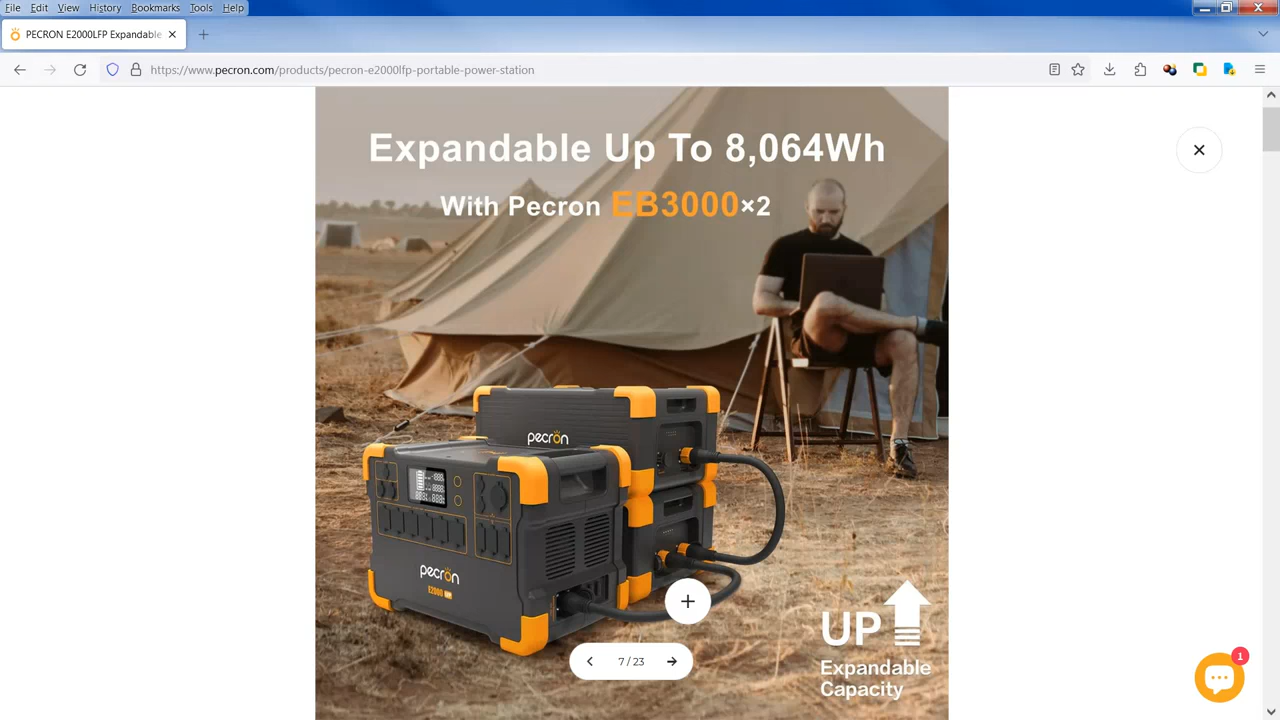 File Edit View History Bookmarks Tools Help
PECRON E2000LFP Expandable
https://www.pecron.com/products/pecron-e2000lfp-portable-power-station
Expandable Up To 8,064Wh
With Pecron EB3000×2
pecron
pecron
E2000 LFP
7 / 23
UP
Expandable
Capacity
1